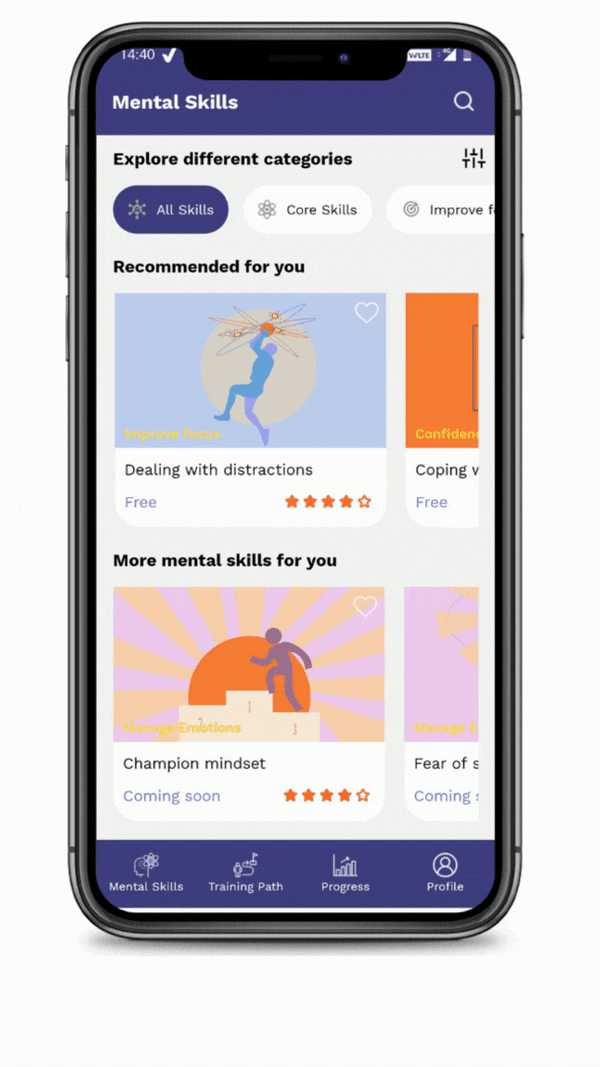 14:40
VoLTE
Mental Skills
Explore different categories
All Skills Core Skills Improve
Recommended for you
Improve focus
Dealing with distractions Coping
Free Free
More mental skills for you
1
2
3
Manage Emotions Manage
Champion mindset Fear of
Coming soon Coming
Mental Skills Training Path Progress Profile